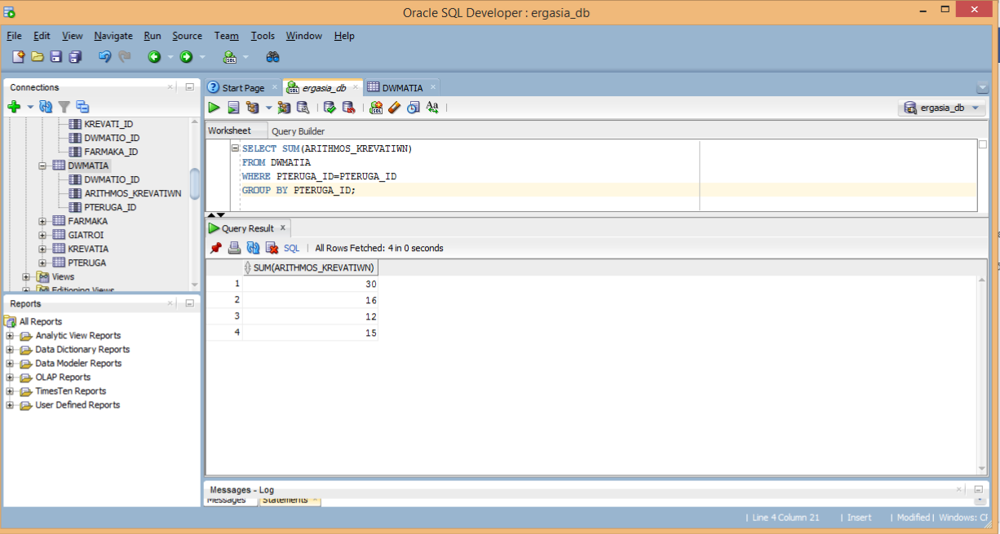 Oracle SQL Developer : ergasia_db
File Edit View Navigate Run Source Team Tools Window Help
Connections
KREVATI_ID
DWMATIO_ID
FARMAKA_ID
DWMATIA
DWMATIO_ID
ARITHMOS_KREVATIWN
PTERUGA_ID
FARMAKA
GIATROI
KREVATIA
PTERUGA
Views
Editioning Views
Reports
All Reports
Analytic View Reports
Data Dictionary Reports
Data Modeler Reports
OLAP Reports
TimesTen Reports
User Defined Reports
Start Page ergasia_db DWMATIA
ergasia_db
Worksheet Query Builder
SELECT SUM(ARITHMOS_KREVATIWN)
FROM DWMATIA
WHERE PTERUGA_ID=PTERUGA_ID
GROUP BY PTERUGA_ID;
Query Result
SQL | All Rows Fetched: 4 in 0 seconds
SUM(ARITHMOS_KREVATIWN)
1 30
2 16
3 12
4 15
Messages - Log
Messages Statements
| Line 4 Column 21 | Insert | Modified | Windows: CF